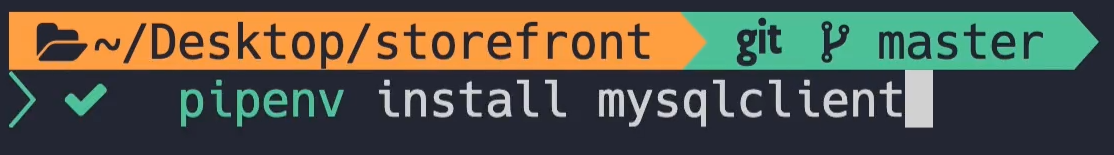 ~/Desktop/storefront git master
pipenv install mysqlclient